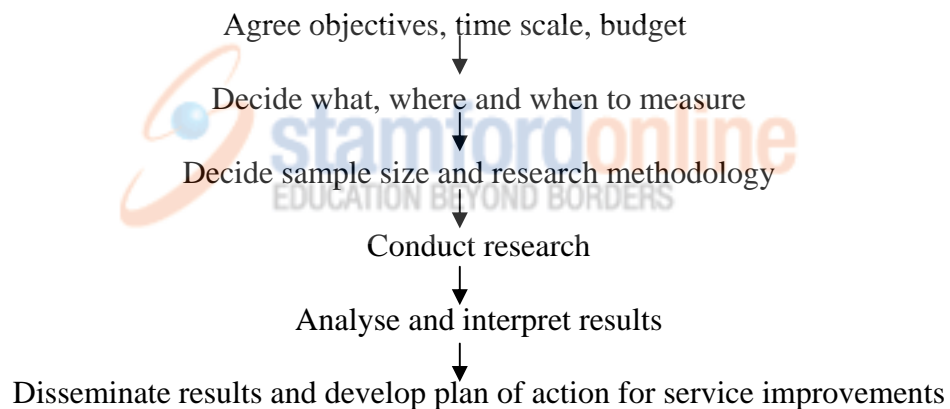 Agree objectives, time scale, budget
Decide what, where and when to measure
stamfordonline
Decide sample size and research methodology
EDUCATION BEYOND BORDERS
Conduct research
Analyse and interpret results
Disseminate results and develop plan of action for service improvements